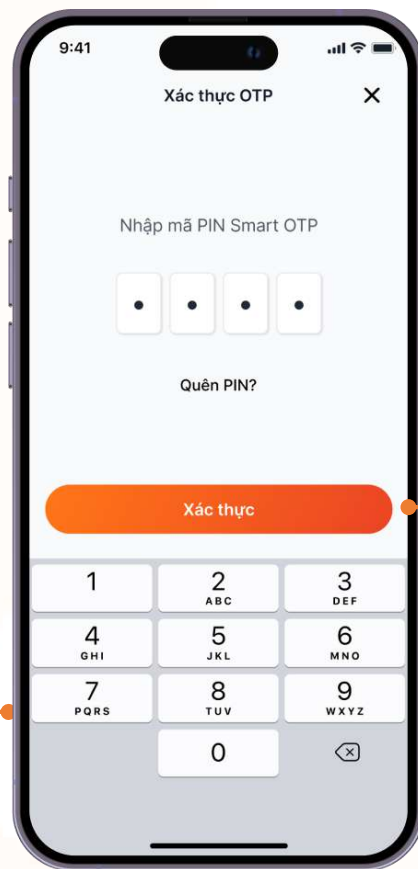 9:41
Xác thực OTP
Nhập mã PIN Smart OTP
Quên PIN?
Xác thực
1 2 3
ABC DEF
4 5 6
GHI JKL MNO
7 8 9
PQRS TUV WXYZ
0